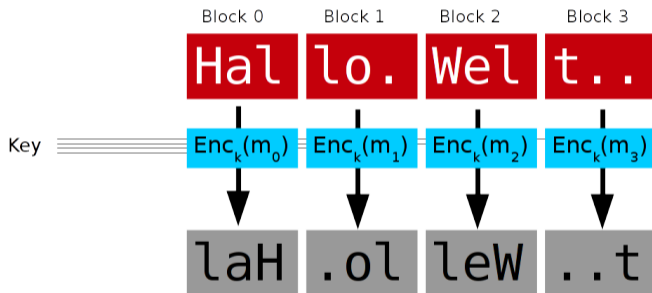 Block 0 Block 1 Block 2 Block 3
Hal lo. Wel t..
Key Enc_k(m_0) Enc_k(m_1) Enc_k(m_2) Enc_k(m_3)
laH .ol leW ..t